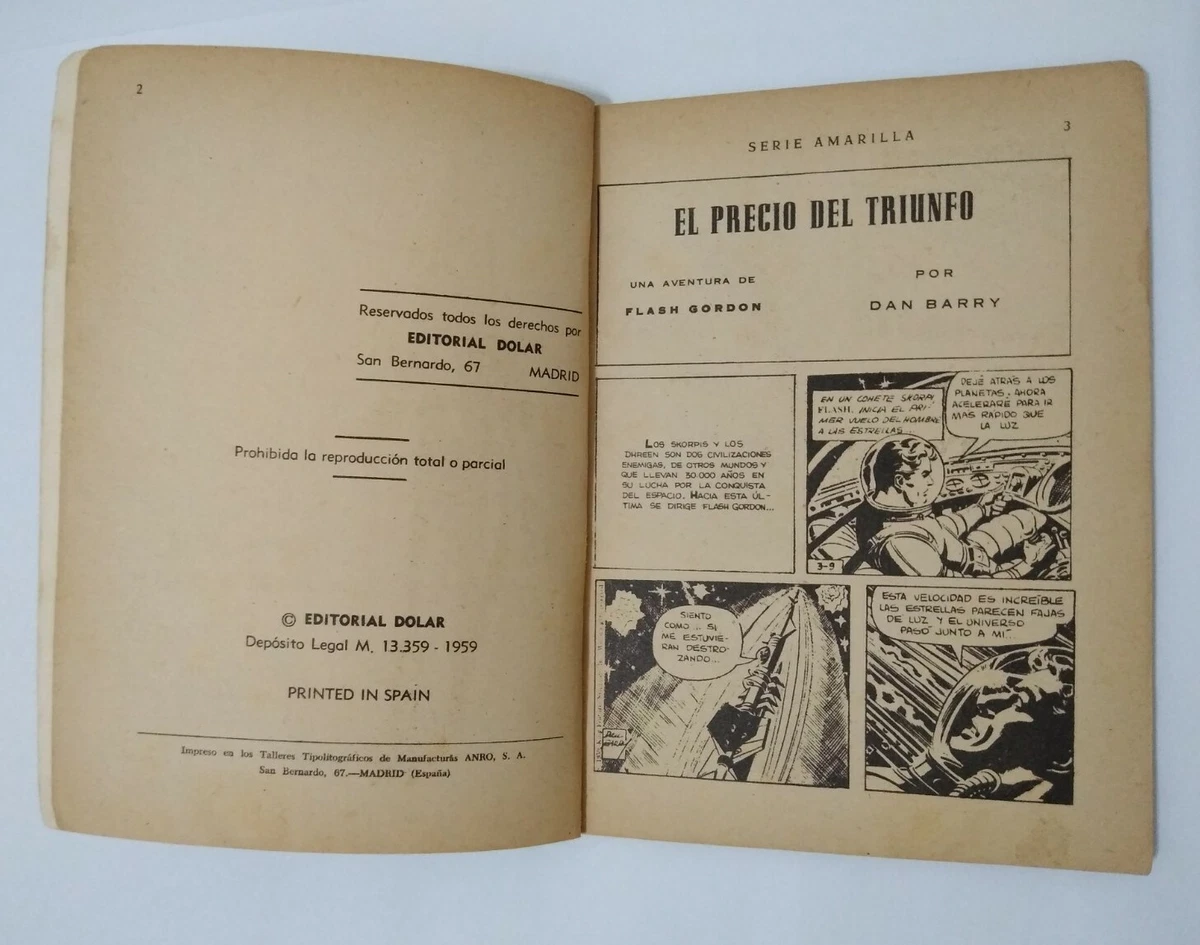 2
Reservados todos los derechos por
EDITORIAL DOLAR
San Bernardo, 67 MADRID
Prohibida la reproducción total o parcial
© EDITORIAL DOLAR
Depósito Legal M. 13.359 - 1959
PRINTED IN SPAIN
Impreso en los Talleres Tipolitográficos de Manufacturas ANRO, S. A.
San Bernardo, 67.—MADRID (España)
3
SERIE AMARILLA
EL PRECIO DEL TRIUNFO
UNA AVENTURA DE
FLASH GORDON
POR
DAN BARRY
LOS SKORPIS Y LOS
DHREEN SON DOS CIVILIZACIONES
ENEMIGAS, DE OTROS MUNDOS Y
QUE LLEVAN 30.000 AÑOS EN
SU LUCHA POR LA CONQUISTA
DEL ESPACIO. HACIA ESTA ÚL-
TIMA SE DIRIGE FLASH GORDON...
EN UN COHETE SKORPI,
FLASH, INICIA EL PRI-
MER VUELO DEL HOMBRE
A LAS ESTRELLAS...
DEJÉ ATRÁS A LOS
PLANETAS, AHORA
ACELERARÉ PARA IR
MAS RÁPIDO QUE
LA LUZ
3-9
SIENTO
COMO... SI
ME ESTUVIE-
RAN DESTRO-
ZANDO...
ESTA VELOCIDAD ES INCREÍBLE
LAS ESTRELLAS PARECEN FAJAS
DE LUZ Y EL UNIVERSO
PASÓ JUNTO A MÍ...